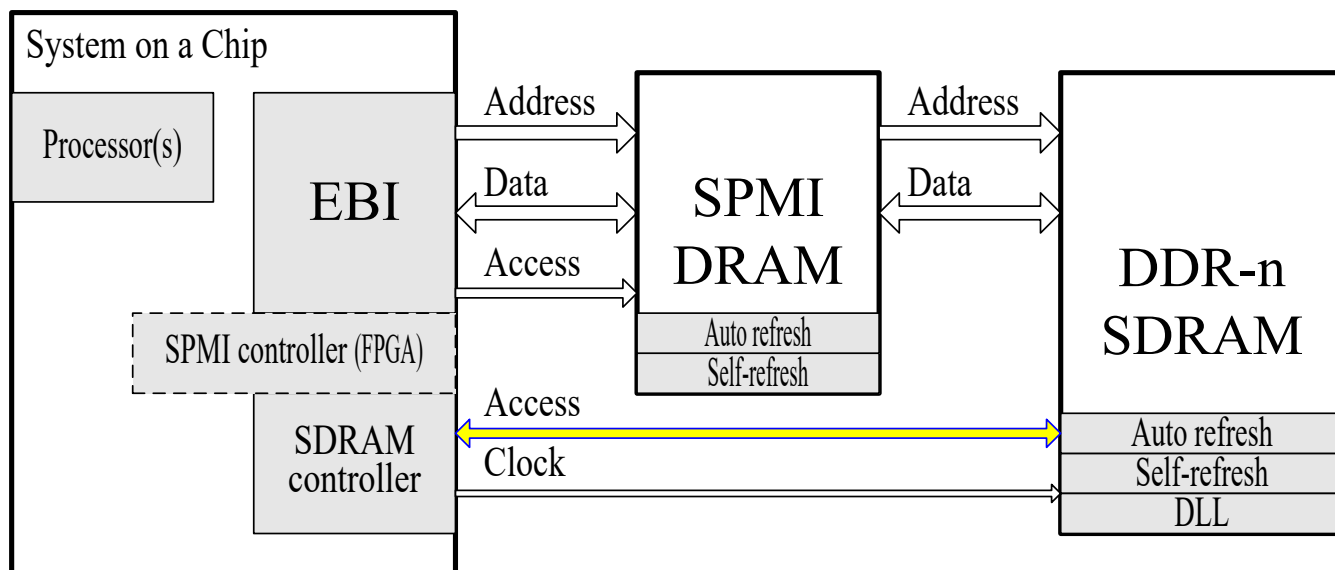 System on a Chip
Processor(s)
EBI
SPMI controller (FPGA)
SDRAM
controller
Address
Data
Access
Access
Clock
SPMI
DRAM
Auto refresh
Self-refresh
Address
Data
DDR-n
SDRAM
Auto refresh
Self-refresh
DLL